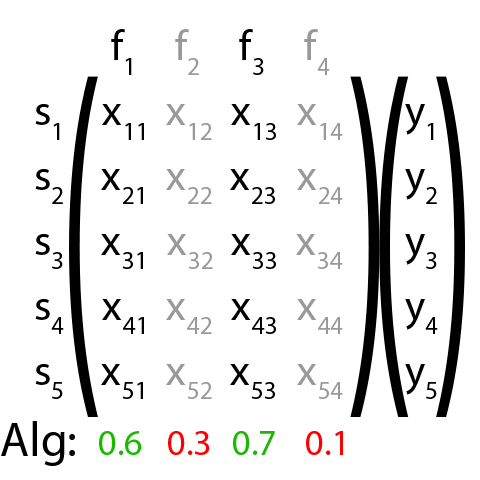 f₁ f₂ f₃ f₄
s₁ x₁₁ x₁₂ x₁₃ x₁₄ y₁
s₂ x₂₁ x₂₂ x₂₃ x₂₄ y₂
s₃ x₃₁ x₃₂ x₃₃ x₃₄ y₃
s₄ x₄₁ x₄₂ x₄₃ x₄₄ y₄
s₅ x₅₁ x₅₂ x₅₃ x₅₄ y₅
Alg: 0.6 0.3 0.7 0.1